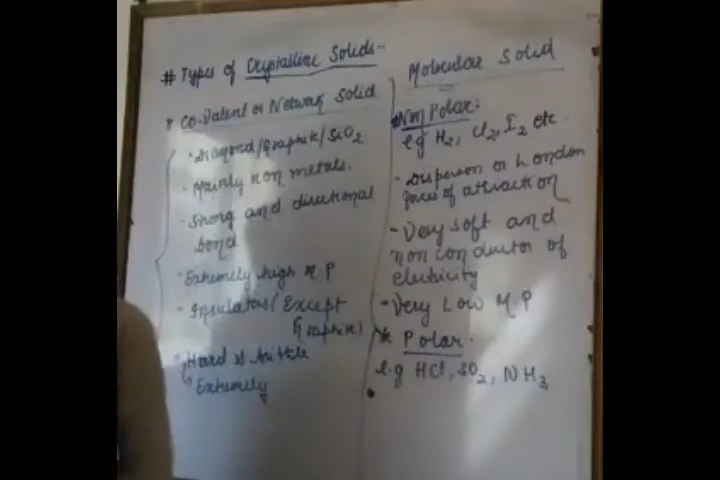 # Types of Crystalline Solids-
* Co-Valent or Network Solid
- Diamond/graphite/SiO2
- Mainly non metals.
- Strong and directional
bond
- Extremely high M P
- Insulators (Except
Graphite)
- Hard & brittle
Extremely
Molecular Solid
* Non Polar:
eg H2, Cl2, I2 etc
- Dispersion or London
forces of attraction
- Very soft and
non conductor of
electricity
- Very Low M.P
* Polar.
e.g HCl, SO2, NH3